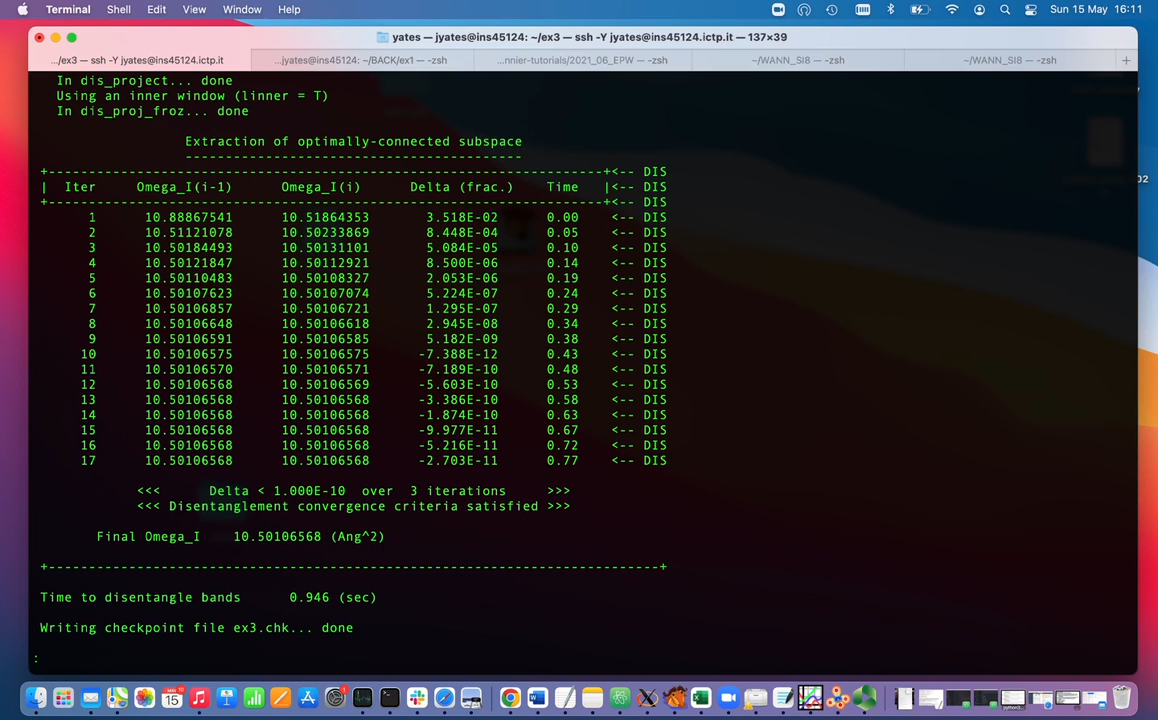 Terminal Shell Edit View Window Help Sun 15 May 16:11
yates — jyates@ins45124: ~/ex3 — ssh -Y jyates@ins45124.ictp.it — 137×39
.../ex3 — ssh -Y jyates@ins45124.ictp.it ...jyates@ins45124: ~/BACK/ex1 — -zsh ...nnier-tutorials/2021_06_EPW — -zsh ~/WANN_SI8 — -zsh ~/WANN_SI8 — -zsh +
In dis_project... done
Using an inner window (linner = T)
In dis_proj_froz... done
Extraction of optimally-connected subspace
------------------------------------------
+---------------------------------------------------------------------+<-- DIS
| Iter Omega_I(i-1) Omega_I(i) Delta (frac.) Time |<-- DIS
+---------------------------------------------------------------------+<-- DIS
1 10.88867541 10.51864353 3.518E-02 0.00 <-- DIS
2 10.51121078 10.50233869 8.448E-04 0.05 <-- DIS
3 10.50184493 10.50131101 5.084E-05 0.10 <-- DIS
4 10.50121847 10.50112921 8.500E-06 0.14 <-- DIS
5 10.50110483 10.50108327 2.053E-06 0.19 <-- DIS
6 10.50107623 10.50107074 5.224E-07 0.24 <-- DIS
7 10.50106857 10.50106721 1.295E-07 0.29 <-- DIS
8 10.50106648 10.50106618 2.945E-08 0.34 <-- DIS
9 10.50106591 10.50106585 5.182E-09 0.38 <-- DIS
10 10.50106575 10.50106575 -7.388E-12 0.43 <-- DIS
11 10.50106570 10.50106571 -7.189E-10 0.48 <-- DIS
12 10.50106568 10.50106569 -5.603E-10 0.53 <-- DIS
13 10.50106568 10.50106568 -3.386E-10 0.58 <-- DIS
14 10.50106568 10.50106568 -1.874E-10 0.63 <-- DIS
15 10.50106568 10.50106568 -9.977E-11 0.67 <-- DIS
16 10.50106568 10.50106568 -5.216E-11 0.72 <-- DIS
17 10.50106568 10.50106568 -2.703E-11 0.77 <-- DIS
<<< Delta < 1.000E-10 over 3 iterations >>>
<<< Disentanglement convergence criteria satisfied >>>
Final Omega_I 10.50106568 (Ang^2)
+----------------------------------------------------------------------------+
Time to disentangle bands 0.946 (sec)
Writing checkpoint file ex3.chk... done
: